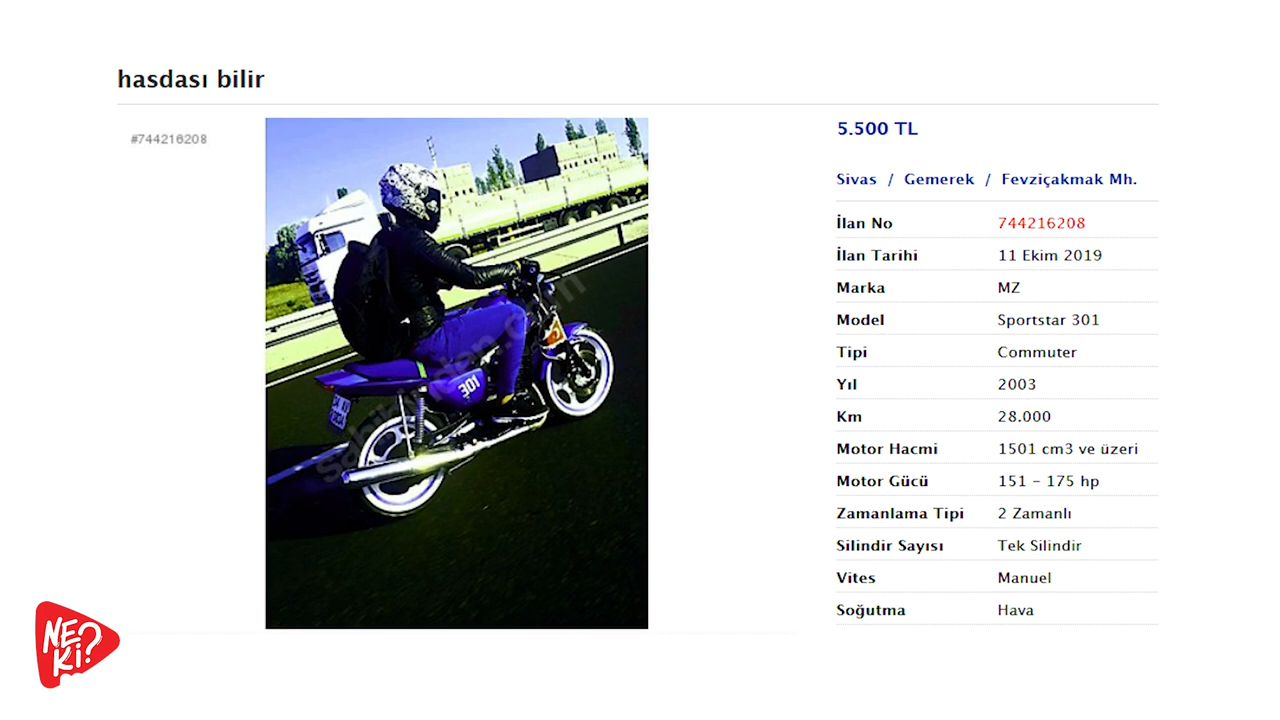 hasdası bilir
#744216208
sahibinden.com
301
5.500 TL
Sivas / Gemerek / Fevziçakmak Mh.
İlan No 744216208
İlan Tarihi 11 Ekim 2019
Marka MZ
Model Sportstar 301
Tipi Commuter
Yıl 2003
Km 28.000
Motor Hacmi 1501 cm3 ve üzeri
Motor Gücü 151 - 175 hp
Zamanlama Tipi 2 Zamanlı
Silindir Sayısı Tek Silindir
Vites Manuel
Soğutma Hava
NE
Ki?